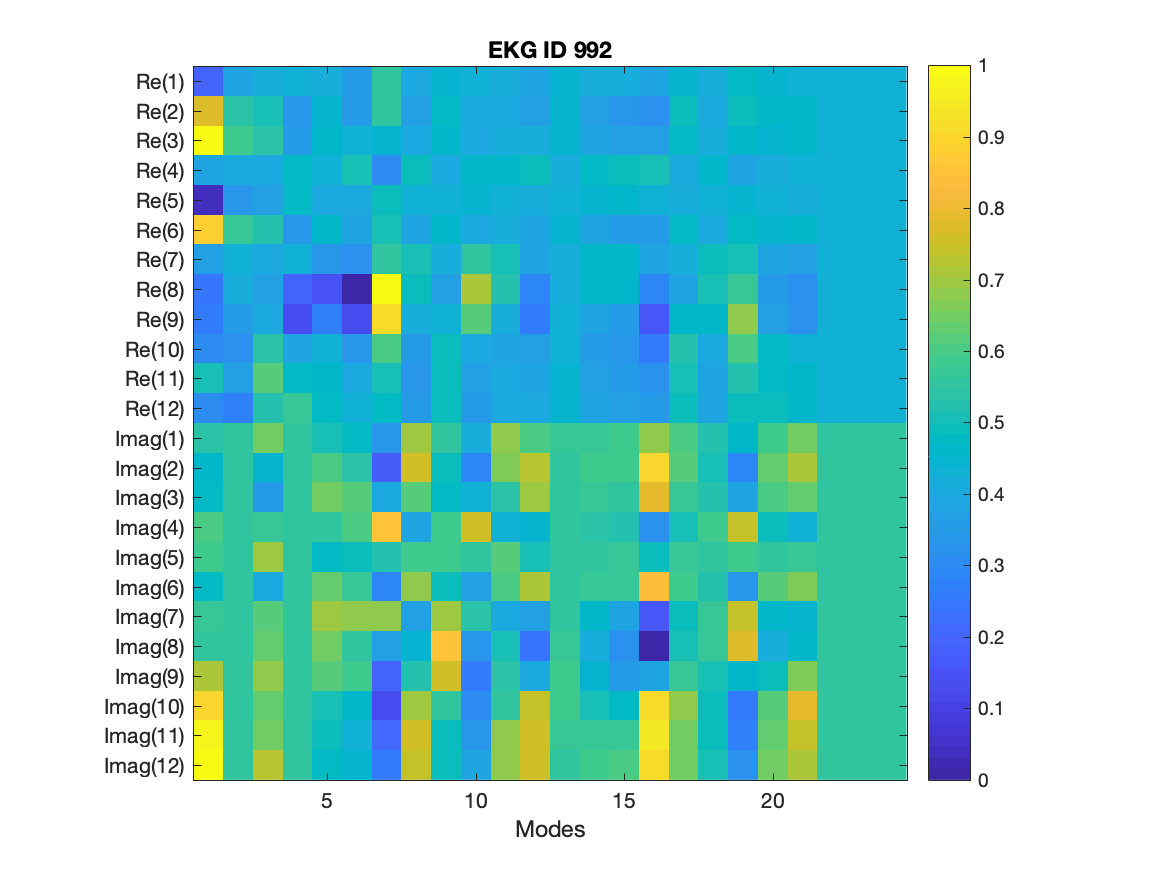 EKG ID 992
Re(1)
Re(2)
Re(3)
Re(4)
Re(5)
Re(6)
Re(7)
Re(8)
Re(9)
Re(10)
Re(11)
Re(12)
Imag(1)
Imag(2)
Imag(3)
Imag(4)
Imag(5)
Imag(6)
Imag(7)
Imag(8)
Imag(9)
Imag(10)
Imag(11)
Imag(12)
5 10 15 20
Modes
1
0.9
0.8
0.7
0.6
0.5
0.4
0.3
0.2
0.1
0